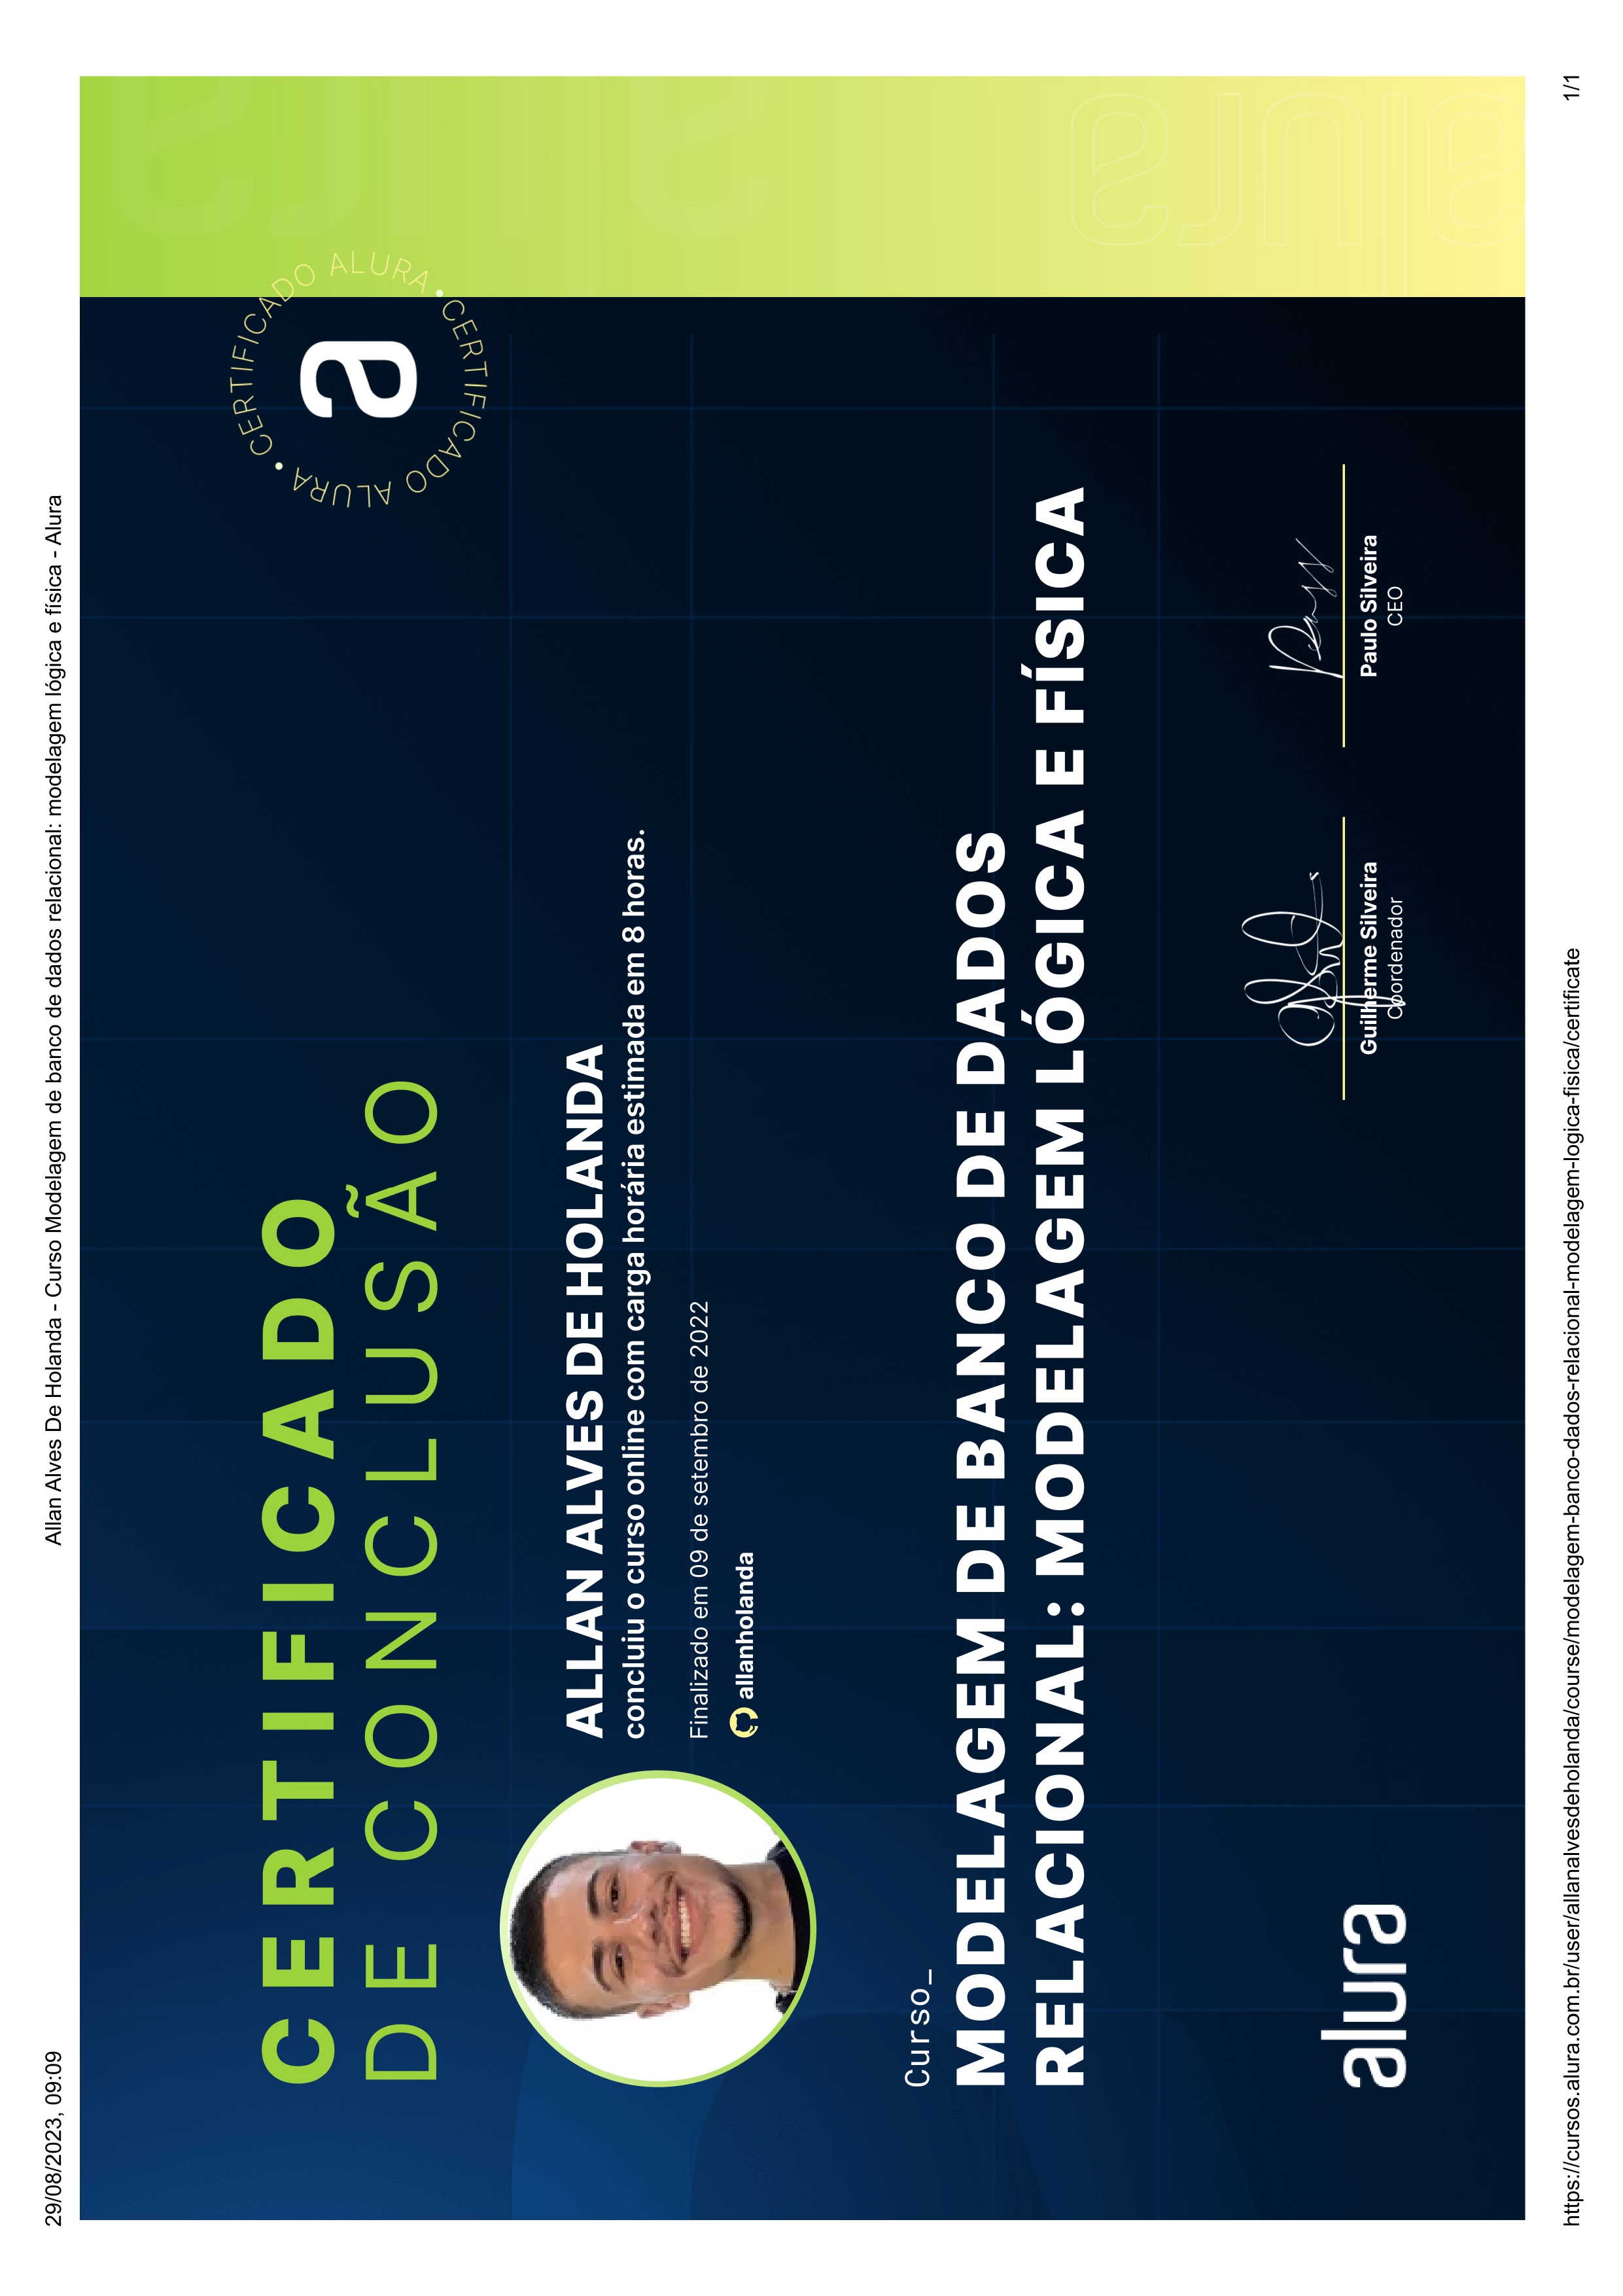 29/08/2023, 09:09
Allan Alves De Holanda - Curso Modelagem de banco de dados relacional: modelagem lógica e física - Alura
CERTIFICADO
DE CONCLUSÃO
CERTIFICADO ALURA • CERTIFICADO ALURA •
a
ALLAN ALVES DE HOLANDA
concluiu o curso online com carga horária estimada em 8 horas.
Finalizado em 09 de setembro de 2022
allanholanda
Curso_
MODELAGEM DE BANCO DE DADOS
RELACIONAL: MODELAGEM LÓGICA E FÍSICA
alura
Guilherme Silveira
Coordenador
Paulo Silveira
CEO
alura
https://cursos.alura.com.br/user/allanalvesdeholanda/course/modelagem-banco-dados-relacional-modelagem-logica-fisica/certificate
1/1